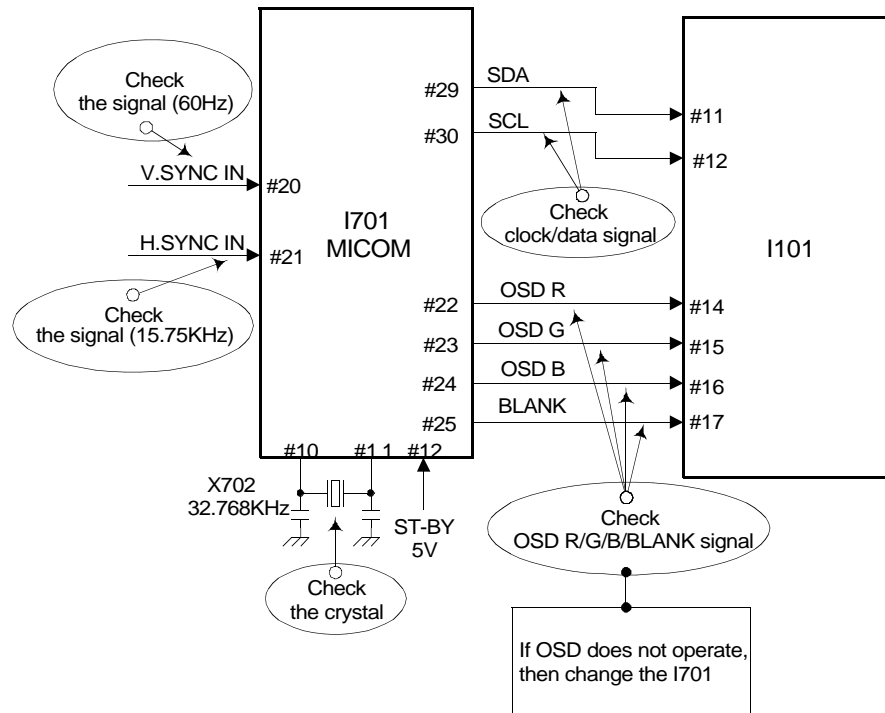 Check
the signal (60Hz)
V.SYNC IN
#20
H.SYNC IN
#21
Check
the signal (15.75KHz)
I701
MICOM
#29
SDA
#11
#30
SCL
#12
Check
clock/data signal
I101
#22
OSD R
#14
#23
OSD G
#15
#24
OSD B
#16
#25
BLANK
#17
#10
#1 1
#12
X702
32.768KHz
ST-BY
5V
Check
the crystal
Check
OSD R/G/B/BLANK signal
If OSD does not operate,
then change the I701